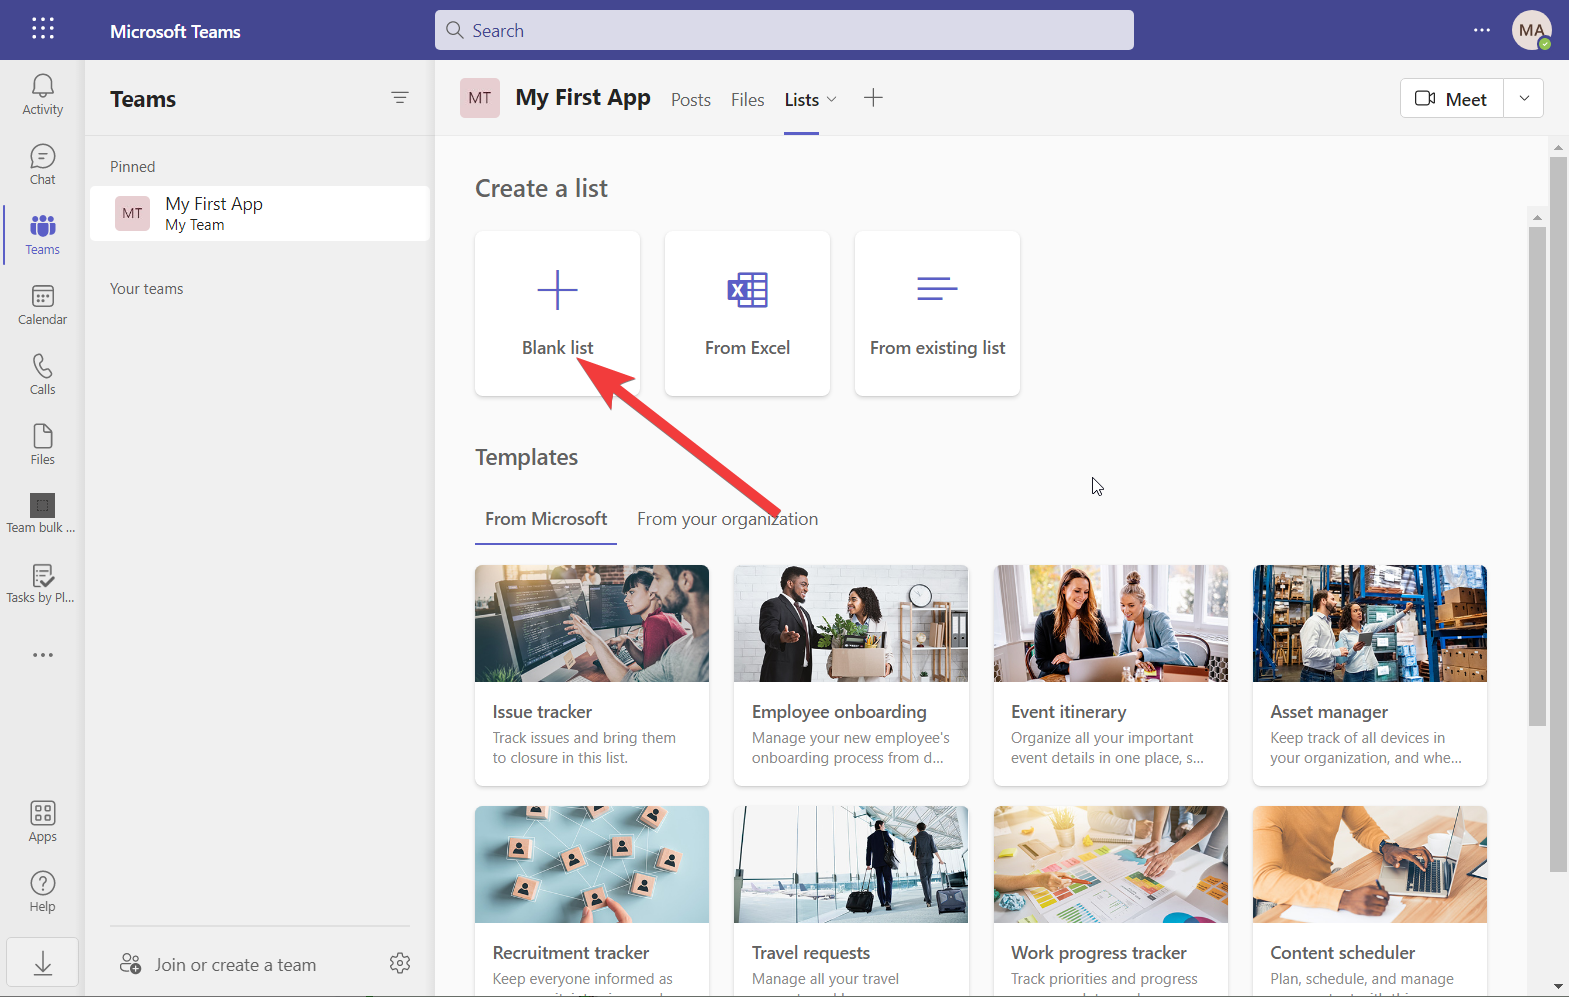 Microsoft Teams
Search
MA
Activity
Chat
Teams
Calendar
Calls
Files
Team bulk ...
Tasks by Pl...
Apps
Help
Teams
Pinned
MT
My First App
My Team
Your teams
Join or create a team
MT
My First App
Posts
Files
Lists
Meet
Create a list
Blank list
From Excel
From existing list
Templates
From Microsoft
From your organization
Issue tracker
Track issues and bring them
to closure in this list.
Employee onboarding
Manage your new employee's
onboarding process from d...
Event itinerary
Organize all your important
event details in one place, s...
Asset manager
Keep track of all devices in
your organization, and whe...
Recruitment tracker
Keep everyone informed as
Travel requests
Manage all your travel
Work progress tracker
Track priorities and progress
Content scheduler
Plan, schedule, and manage